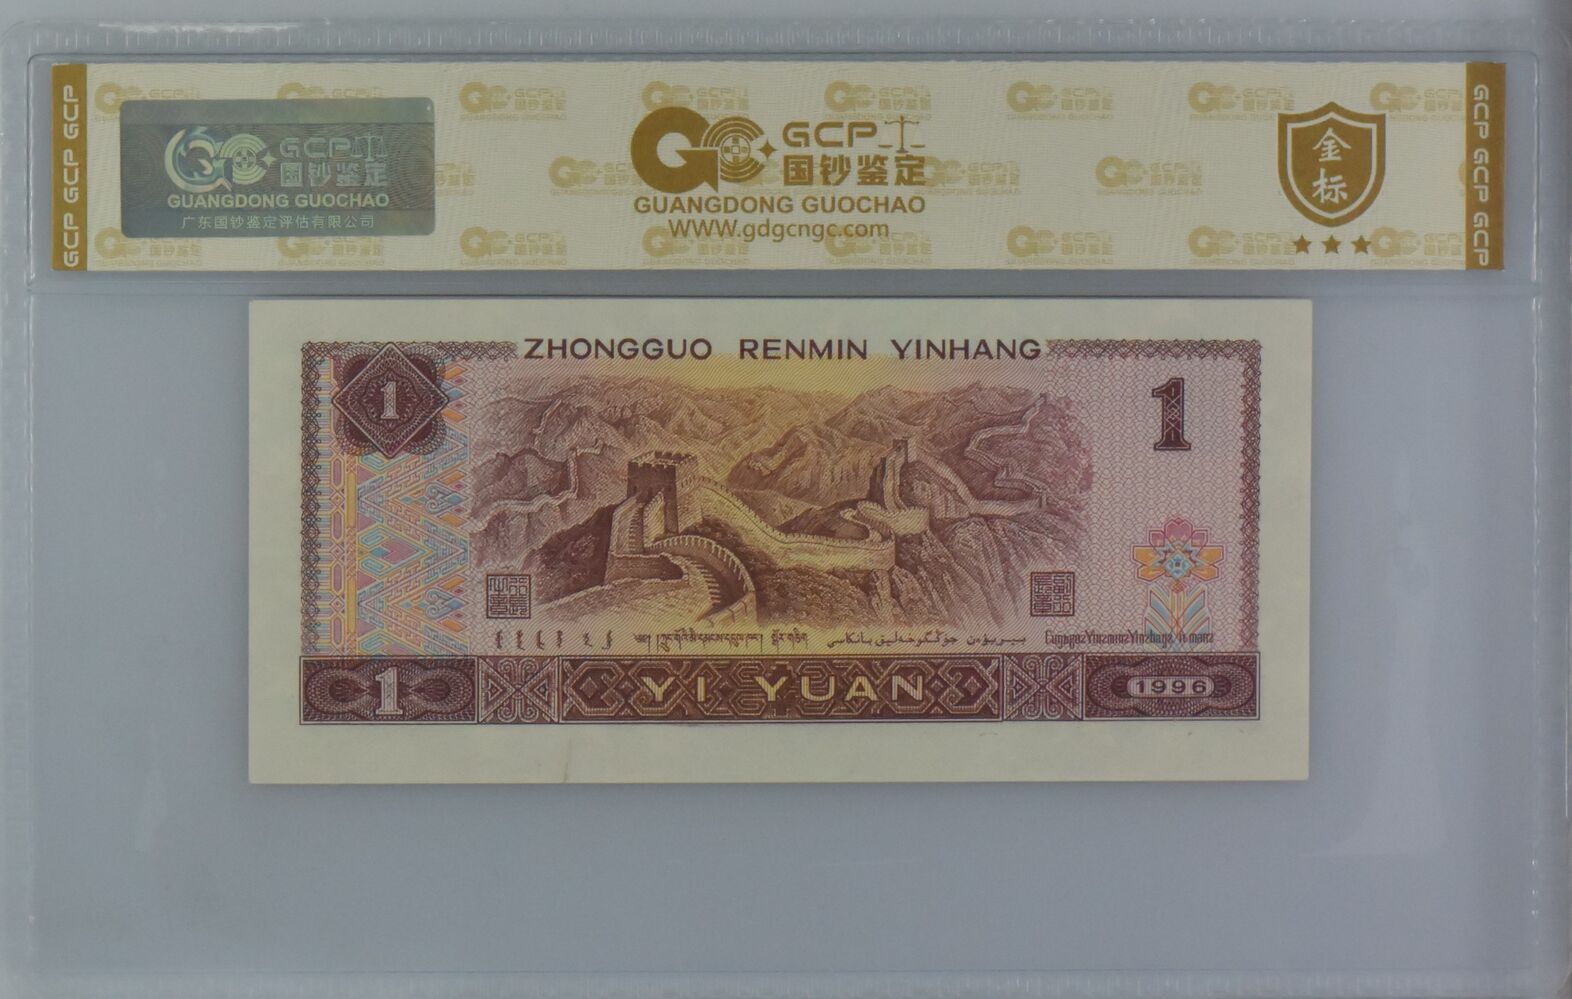 GCP GCP GCP
GCP
国钞鉴定
GUANGDONG GUOCHAO
广东国钞鉴定评估有限公司
GCP
国钞鉴定
GUANGDONG GUOCHAO
WWW.gdgcngc.com
金标
GCP GCP GCP
ZHONGGUO RENMIN YINHANG
1
1
YI YUAN
1
1996